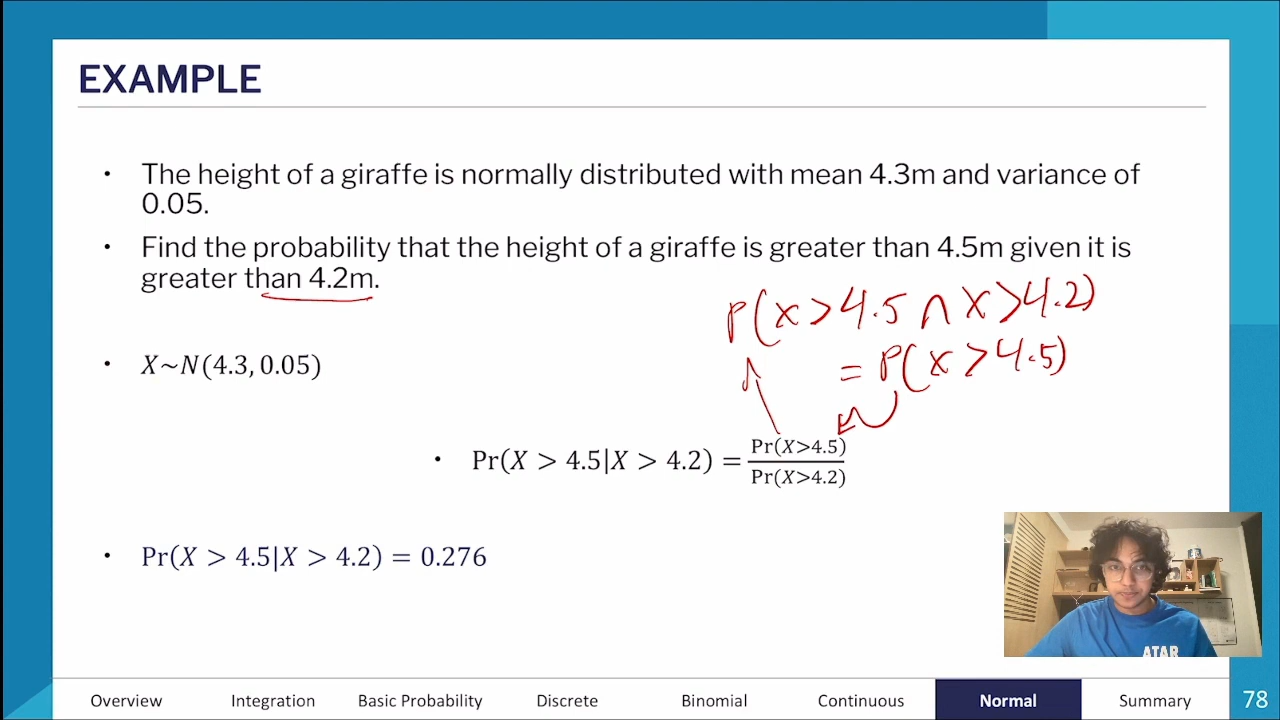 EXAMPLE
• The height of a giraffe is normally distributed with mean 4.3m and variance of
0.05.
• Find the probability that the height of a giraffe is greater than 4.5m given it is
greater than 4.2m.
P(X>4.5 ∩ X>4.2)
= P(X>4.5)
• X~N(4.3, 0.05)
• Pr(X > 4.5|X > 4.2) = Pr(X>4.5)
Pr(X>4.2)
• Pr(X > 4.5|X > 4.2) = 0.276
ATAR
Overview Integration Basic Probability Discrete Binomial Continuous Normal Summary 78